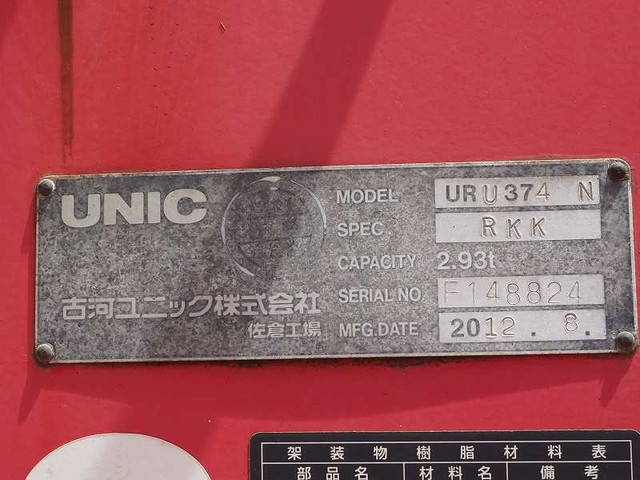 UNIC
MODEL URU374 N
SPEC. RKK
CAPACITY 2.93t
SERIAL NO. F148824
MFG.DATE 2012.8.
古河ユニック株式会社
佐倉工場
架装物樹脂材料表
部品名 材料名 備考